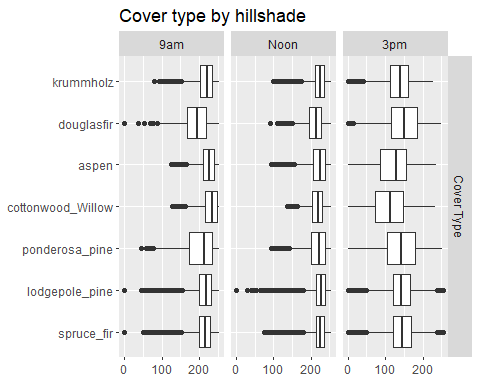 Cover type by hillshade
9am
Noon
3pm
krummholz
douglasfir
aspen
cottonwood_Willow
ponderosa_pine
lodgepole_pine
spruce_fir
Cover Type
0 100 200
0 100 200
0 100 200